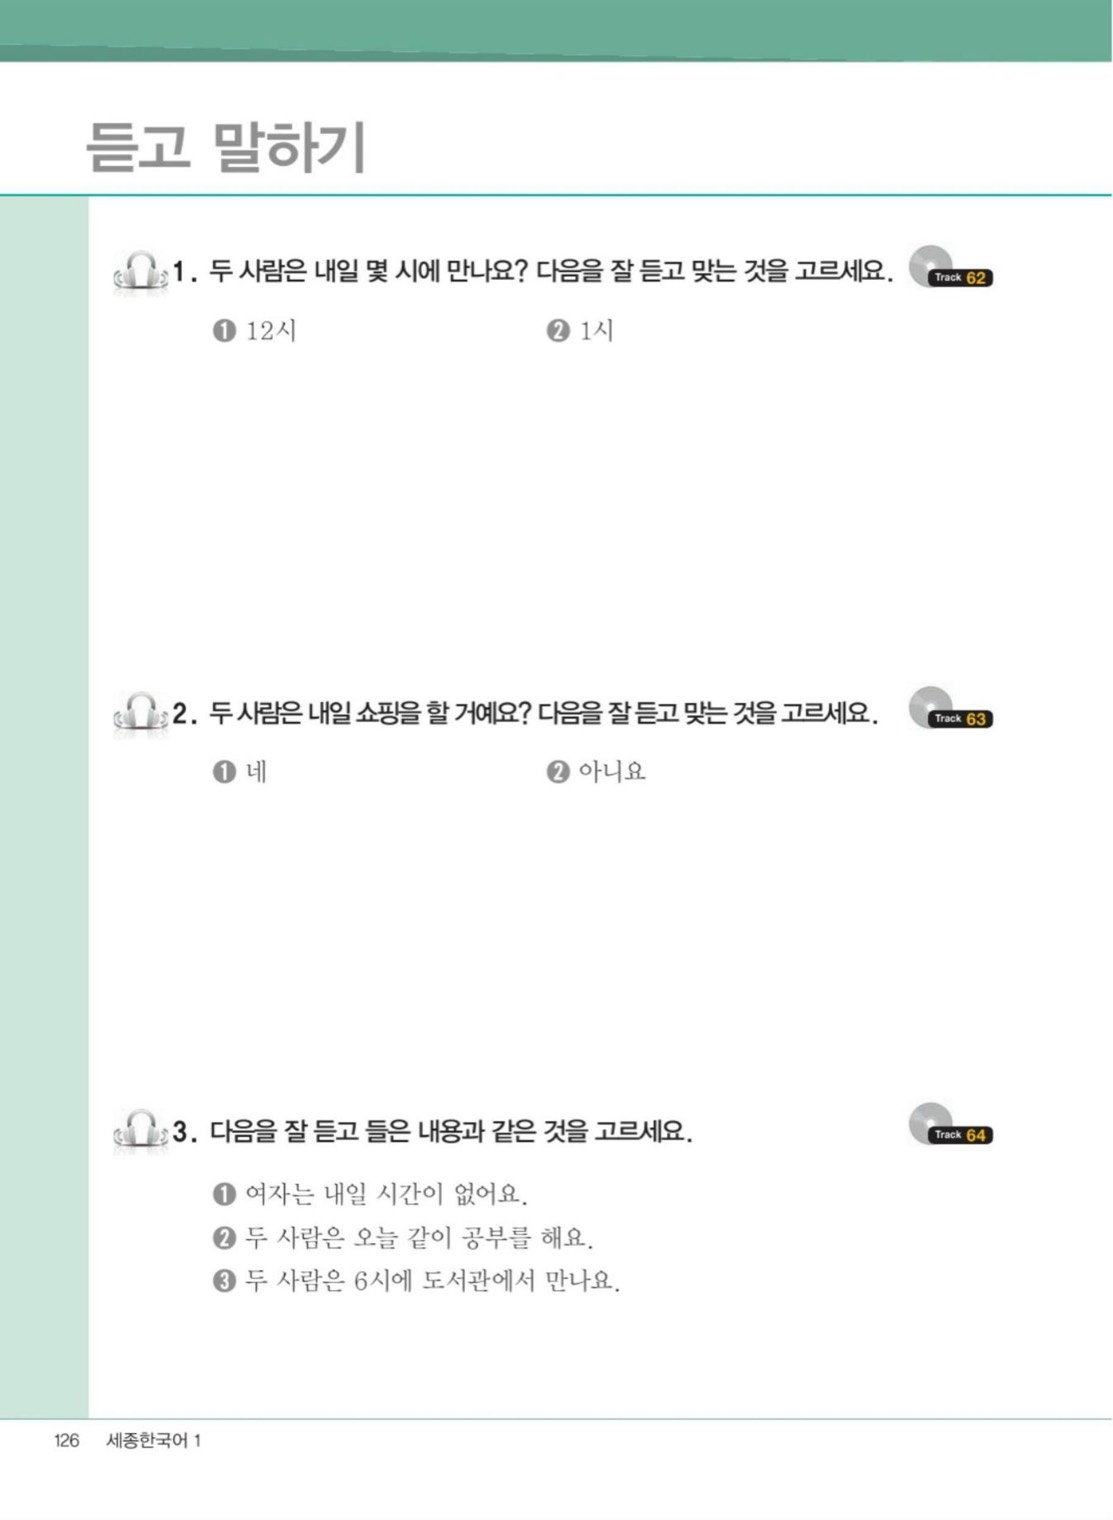 듣고 말하기
1. 두 사람은 내일 몇 시에 만나요? 다음을 잘 듣고 맞는 것을 고르세요. Track 62
❶ 12시 ❷ 1시
2. 두 사람은 내일 쇼핑을 할 거예요? 다음을 잘 듣고 맞는 것을 고르세요. Track 63
❶ 네 ❷ 아니요
3. 다음을 잘 듣고 들은 내용과 같은 것을 고르세요. Track 64
❶ 여자는 내일 시간이 없어요.
❷ 두 사람은 오늘 같이 공부를 해요.
❸ 두 사람은 6시에 도서관에서 만나요.
126 세종한국어 1